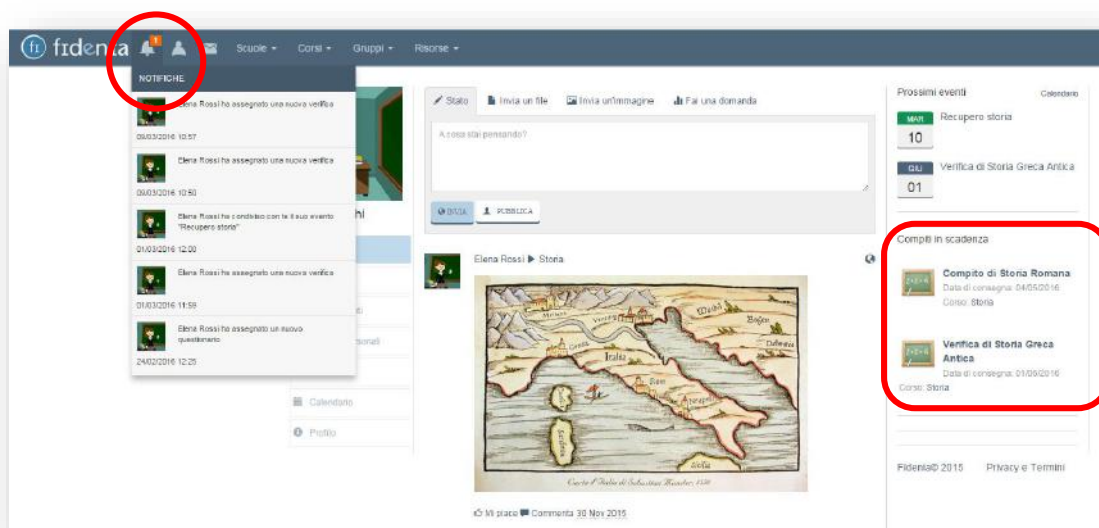 fidenia
1
Scuole
Corsi
Gruppi
Risorse
NOTIFICHE
Elena Rossi ha assegnato una nuova verifica
09/03/2016 10:57
Elena Rossi ha assegnato una nuova verifica
09/03/2016 10:50
Elena Rossi ha condiviso con te il suo evento
"Recupero storia"
01/03/2016 12:00
Elena Rossi ha assegnato una nuova verifica
01/03/2016 11:59
Elena Rossi ha assegnato un nuovo
questionario
24/02/2016 12:25
hi
Calendario
Profilo
Stato
Invia un file
Invia un'immagine
Fai una domanda
A cosa stai pensando?
INVIA
PUBBLICA
Elena Rossi
Storia
Italia
Sicilia
Mi piace
Commenta
30 Nov 2015
Prossimi eventi
Calendario
MAR
10
Recupero storia
GIU
01
Verifica di Storia Greca Antica
Compiti in scadenza
Compito di Storia Romana
Data di consegna: 04/05/2016
Corso: Storia
Verifica di Storia Greca
Antica
Data di consegna: 01/06/2016
Corso: Storia
Fidenia© 2015
Privacy e Termini